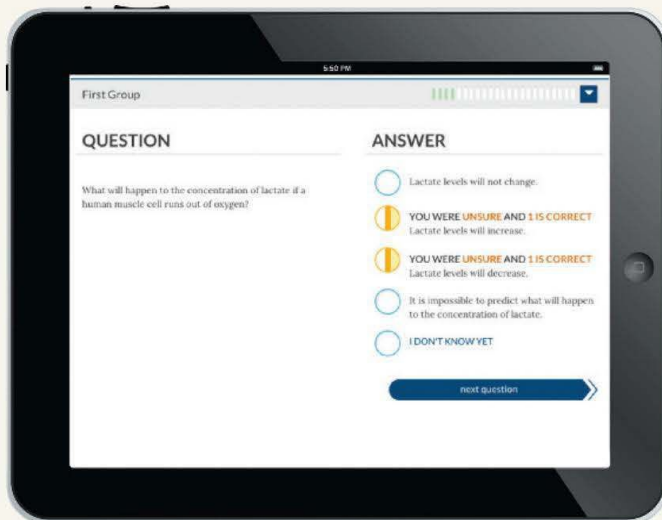 5:50 PM
First Group
QUESTION
What will happen to the concentration of lactate if a
human muscle cell runs out of oxygen?
ANSWER
Lactate levels will not change.
YOU WERE UNSURE AND 1 IS CORRECT
Lactate levels will increase.
YOU WERE UNSURE AND 1 IS CORRECT
Lactate levels will decrease.
It is impossible to predict what will happen
to the concentration of lactate.
I DON'T KNOW YET
next question